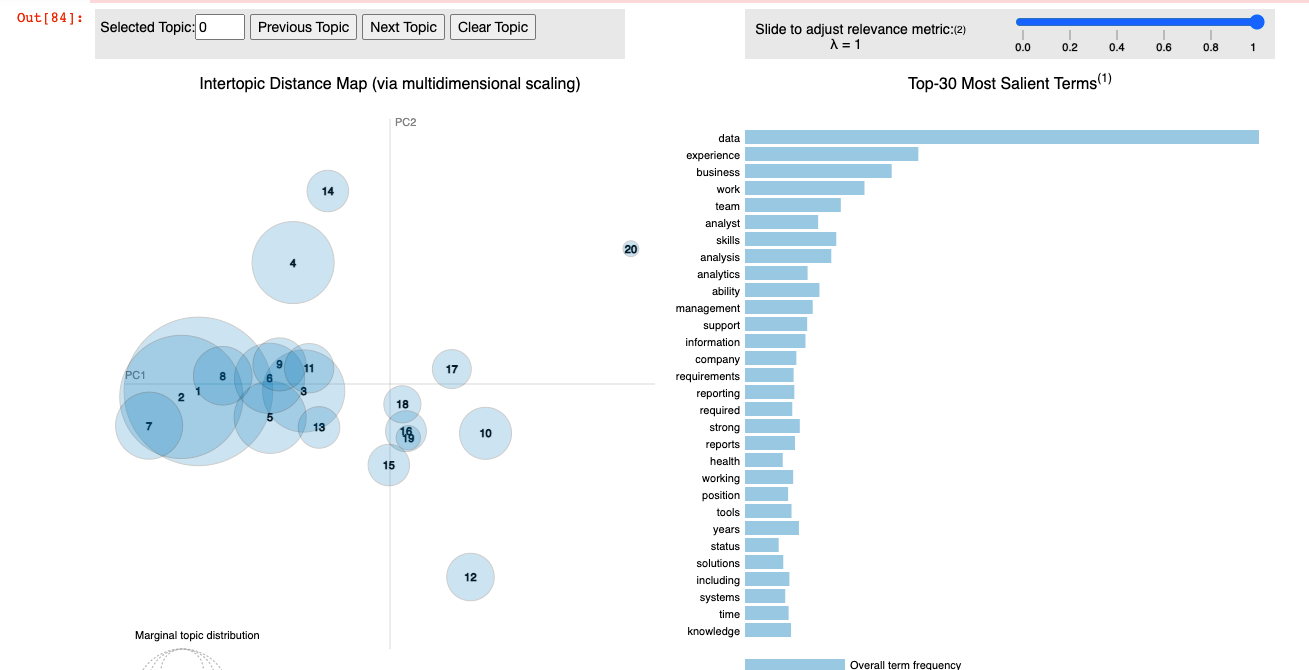 Out[84]:
Selected Topic: 0 Previous Topic Next Topic Clear Topic
Slide to adjust relevance metric:(2)
λ = 1
0.0 0.2 0.4 0.6 0.8 1
Intertopic Distance Map (via multidimensional scaling)
PC2
14
4
20
PC1
9
11
8
6
17
1
3
2
18
5
7
13
16
19
10
15
12
Marginal topic distribution
Top-30 Most Salient Terms(1)
data
experience
business
work
team
analyst
skills
analysis
analytics
ability
management
support
information
company
requirements
reporting
required
strong
reports
health
working
position
tools
years
status
solutions
including
systems
time
knowledge
Overall term frequency